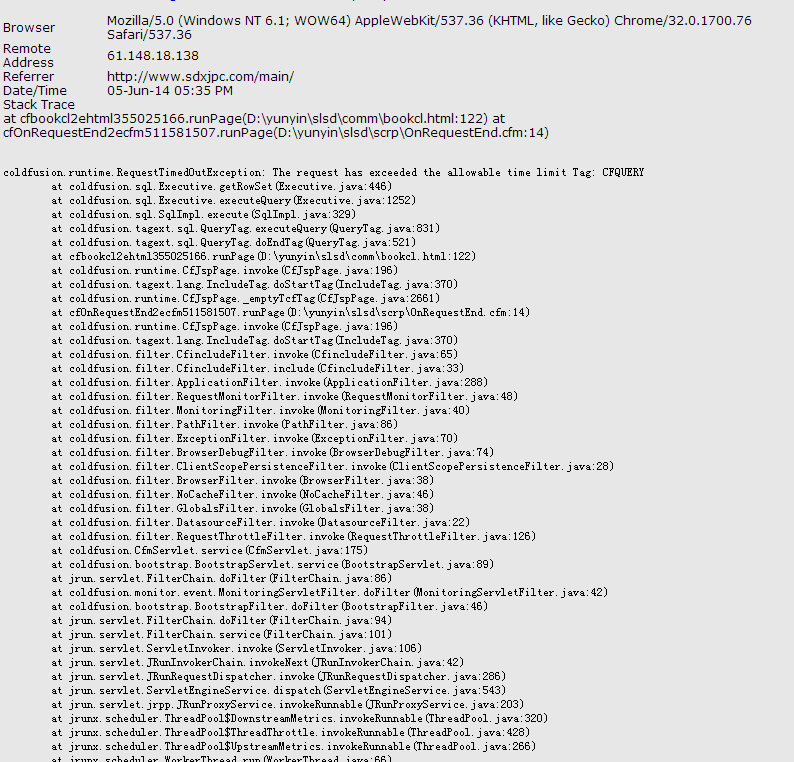 Browser Mozilla/5.0 (Windows NT 6.1; WOW64) AppleWebKit/537.36 (KHTML, like Gecko) Chrome/32.0.1700.76
Safari/537.36
Remote
Address 61.148.18.138
Referrer http://www.sdxjpc.com/main/
Date/Time 05-Jun-14 05:35 PM
Stack Trace
at cfbookcl2ehtml355025166.runPage(D:\yunyin\slsd\comm\bookcl.html:122) at
cfOnRequestEnd2ecfm511581507.runPage(D:\yunyin\slsd\scrp\OnRequestEnd.cfm:14)
coldfusion.runtime.RequestTimedOutException: The request has exceeded the allowable time limit Tag: CFQUERY
at coldfusion.sql.Executive.getRowSet(Executive.java:446)
at coldfusion.sql.Executive.executeQuery(Executive.java:1252)
at coldfusion.sql.SqlImpl.execute(SqlImpl.java:329)
at coldfusion.tagext.sql.QueryTag.executeQuery(QueryTag.java:831)
at coldfusion.tagext.sql.QueryTag.doEndTag(QueryTag.java:521)
at cfbookcl2ehtml355025166.runPage(D:\yunyin\slsd\comm\bookcl.html:122)
at coldfusion.runtime.CfJspPage.invoke(CfJspPage.java:196)
at coldfusion.tagext.lang.IncludeTag.doStartTag(IncludeTag.java:370)
at coldfusion.runtime.CfJspPage._emptyTcfTag(CfJspPage.java:2661)
at cfOnRequestEnd2ecfm511581507.runPage(D:\yunyin\slsd\scrp\OnRequestEnd.cfm:14)
at coldfusion.runtime.CfJspPage.invoke(CfJspPage.java:196)
at coldfusion.tagext.lang.IncludeTag.doStartTag(IncludeTag.java:370)
at coldfusion.filter.CfincludeFilter.invoke(CfincludeFilter.java:65)
at coldfusion.filter.CfincludeFilter.include(CfincludeFilter.java:33)
at coldfusion.filter.ApplicationFilter.invoke(ApplicationFilter.java:288)
at coldfusion.filter.RequestMonitorFilter.invoke(RequestMonitorFilter.java:48)
at coldfusion.filter.MonitoringFilter.invoke(MonitoringFilter.java:40)
at coldfusion.filter.PathFilter.invoke(PathFilter.java:86)
at coldfusion.filter.ExceptionFilter.invoke(ExceptionFilter.java:70)
at coldfusion.filter.BrowserDebugFilter.invoke(BrowserDebugFilter.java:74)
at coldfusion.filter.ClientScopePersistenceFilter.invoke(ClientScopePersistenceFilter.java:28)
at coldfusion.filter.BrowserFilter.invoke(BrowserFilter.java:38)
at coldfusion.filter.NoCacheFilter.invoke(NoCacheFilter.java:46)
at coldfusion.filter.GlobalsFilter.invoke(GlobalsFilter.java:38)
at coldfusion.filter.DatasourceFilter.invoke(DatasourceFilter.java:22)
at coldfusion.filter.RequestThrottleFilter.invoke(RequestThrottleFilter.java:126)
at coldfusion.CfmServlet.service(CfmServlet.java:175)
at coldfusion.bootstrap.BootstrapServlet.service(BootstrapServlet.java:89)
at jrun.servlet.FilterChain.doFilter(FilterChain.java:86)
at coldfusion.monitor.event.MonitoringServletFilter.doFilter(MonitoringServletFilter.java:42)
at coldfusion.bootstrap.BootstrapFilter.doFilter(BootstrapFilter.java:46)
at jrun.servlet.FilterChain.doFilter(FilterChain.java:94)
at jrun.servlet.FilterChain.service(FilterChain.java:101)
at jrun.servlet.ServletInvoker.invoke(ServletInvoker.java:106)
at jrun.servlet.JRunInvokerChain.invokeNext(JRunInvokerChain.java:42)
at jrun.servlet.JRunRequestDispatcher.invoke(JRunRequestDispatcher.java:286)
at jrun.servlet.ServletEngineService.dispatch(ServletEngineService.java:543)
at jrun.servlet.jrpp.JRunProxyService.invokeRunnable(JRunProxyService.java:203)
at jrunx.scheduler.ThreadPool$DownstreamMetrics.invokeRunnable(ThreadPool.java:320)
at jrunx.scheduler.ThreadPool$ThreadThrottle.invokeRunnable(ThreadPool.java:428)
at jrunx.scheduler.ThreadPool$UpstreamMetrics.invokeRunnable(ThreadPool.java:266)
at jrunx.scheduler.WorkerThread.run(WorkerThread.java:66)